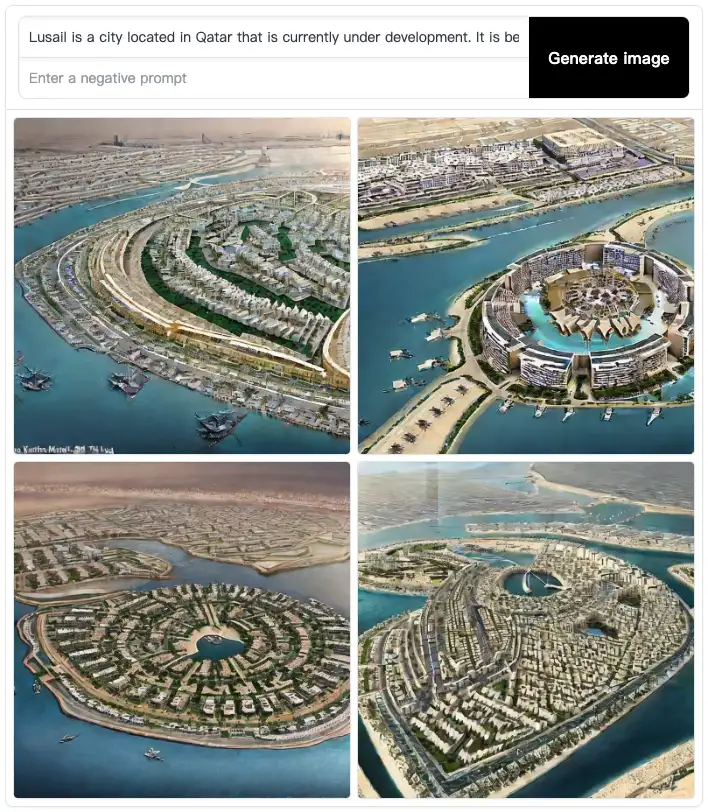 Lusail is a city located in Qatar that is currently under development. It is be
Generate image
Enter a negative prompt